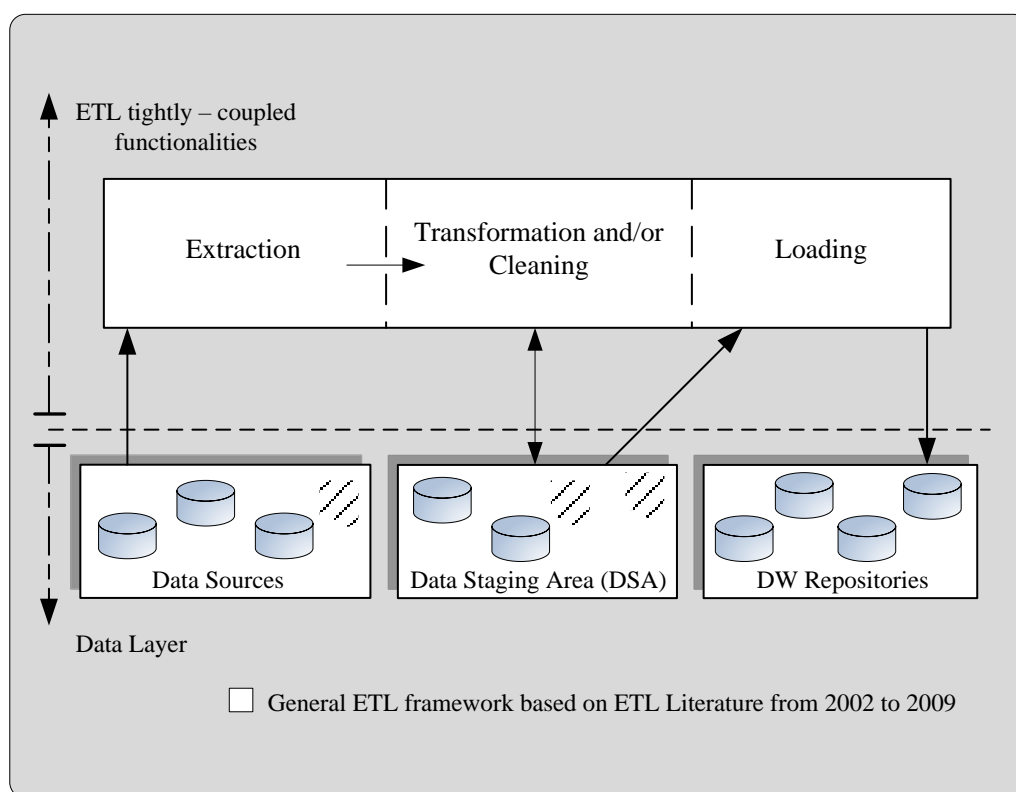 ETL tightly – coupled
functionalities
Extraction
Transformation and/or
Cleaning
Loading
Data Sources
Data Staging Area (DSA)
DW Repositories
Data Layer
General ETL framework based on ETL Literature from 2002 to 2009